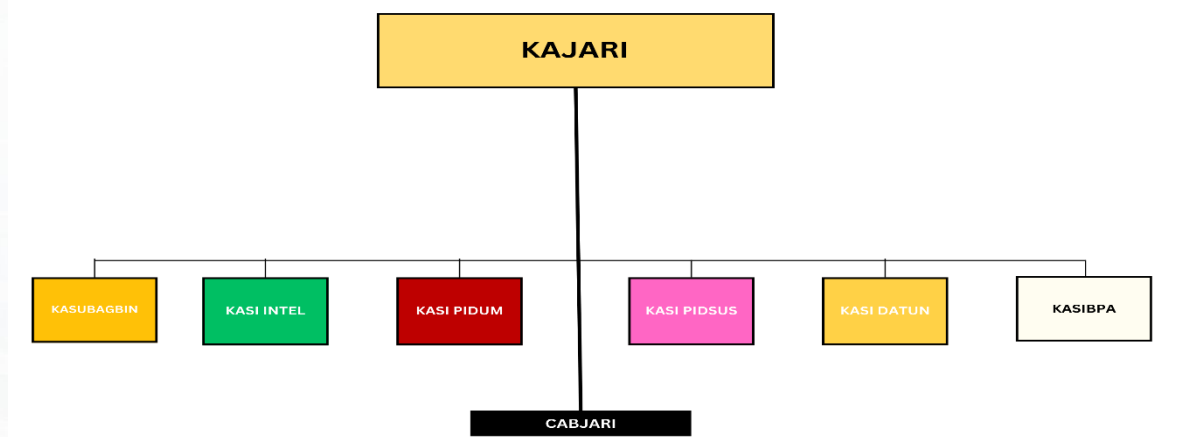 KAJARI
KASUBAGBIN
KASI INTEL
KASI PIDUM
KASI PIDSUS
KASI DATUN
KASIBPA
CABJARI